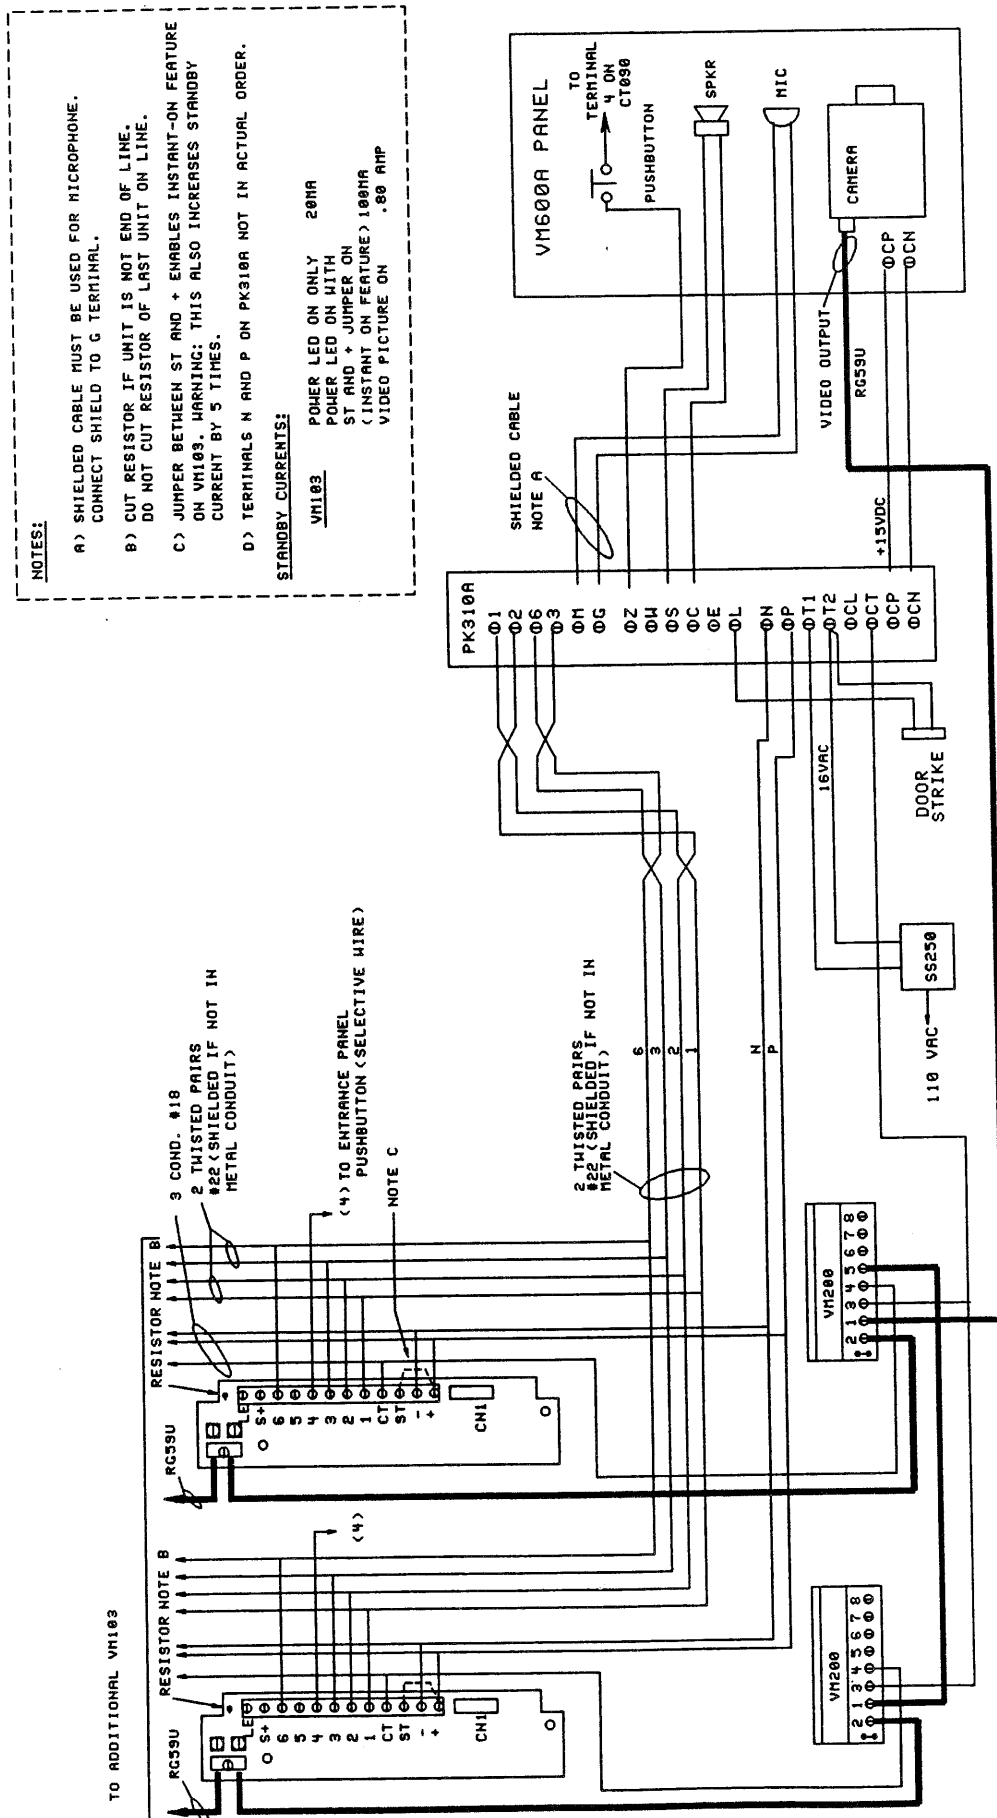 NOTES:
A) SHIELDED CABLE MUST BE USED FOR MICROPHONE.
CONNECT SHIELD TO G TERMINAL.
B) CUT RESISTOR IF UNIT IS NOT END OF LINE.
DO NOT CUT RESISTOR OF LAST UNIT ON LINE.
C) JUMPER BETWEEN ST AND + ENABLES INSTANT-ON FEATURE
ON VM103. WARNING: THIS ALSO INCREASES STANDBY
CURRENT BY 5 TIMES.
D) TERMINALS N AND P ON PK310A NOT IN ACTUAL ORDER.
STANDBY CURRENTS:
VM103
POWER LED ON ONLY 20MA
POWER LED ON WITH
ST AND + JUMPER ON
(INSTANT ON FEATURE) 100MA
VIDEO PICTURE ON .80 AMP
VM600A PANEL
TO
TERMINAL
4 ON
CT090
PUSHBUTTON
SPKR
MIC
CAMERA
VIDEO OUTPUT
RG59U
CP
CN
SHIELDED CABLE
NOTE A
+15VDC
PK310A
1
2
6
3
M
G
Z
W
S
C
E
L
N
P
T1
T2
CL
CT
CP
CN
16VAC
DOOR
STRIKE
SS250
110 VAC
2 TWISTED PAIRS
#22 (SHIELDED IF NOT IN
METAL CONDUIT)
6
3
2
1
N
P
3 COND. #18
2 TWISTED PAIRS
#22 (SHIELDED IF NOT IN
METAL CONDUIT)
(4) TO ENTRANCE PANEL
PUSHBUTTON (SELECTIVE WIRE)
NOTE C
RESISTOR NOTE B
RG59U
LE
S+
6
5
4
3
2
1
CT
ST
-
+
CN1
VM200
2 1 3 4 5 6 7 8
TO ADDITIONAL VM103
RESISTOR NOTE B
RG59U
(4)
LE
S+
6
5
4
3
2
1
CT
ST
-
+
CN1
VM200
2 1 3 4 5 6 7 8